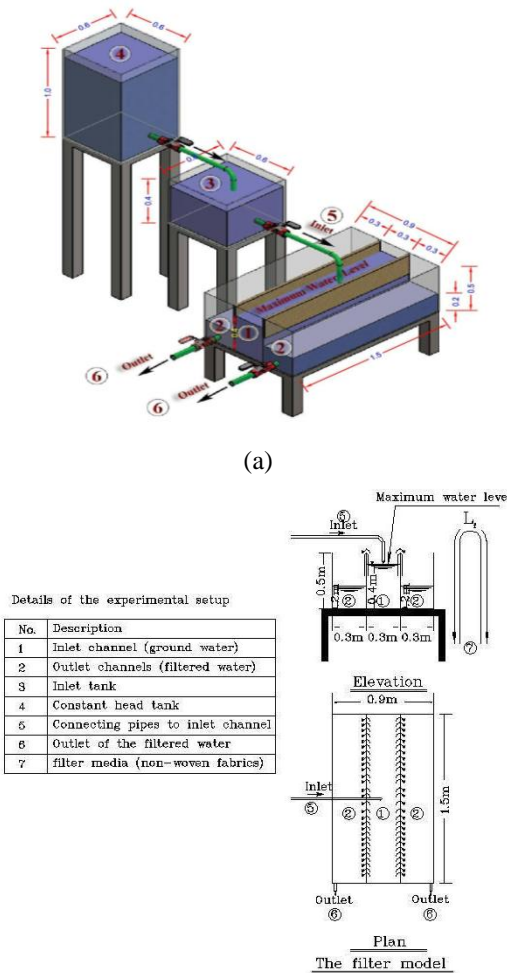 0.6
0.6
④
1.0
0.6
③
0.4
⑤
Inlet
0.9
0.3
0.3
0.3
Maximum Water Level
0.5
0.2
②
①
②
1.5
⑥
Outlet
⑥
Outlet
(a)
Maximum water leve
⑤
Inlet
L
0.5m
0.4m
②
①
②
0.3m
0.3m
0.3m
⑦
Elevation
Details of the experimental setup
No. Description
1 Inlet channel (ground water)
2 Outlet channels (filtered water)
3 Inlet tank
4 Constant head tank
5 Connecting pipes to inlet channel
6 Outlet of the filtered water
7 filter media (non-woven fabrics)
0.9m
Inlet
⑤
②
①
②
1.5m
Outlet
⑥
Outlet
⑥
Plan
The filter model